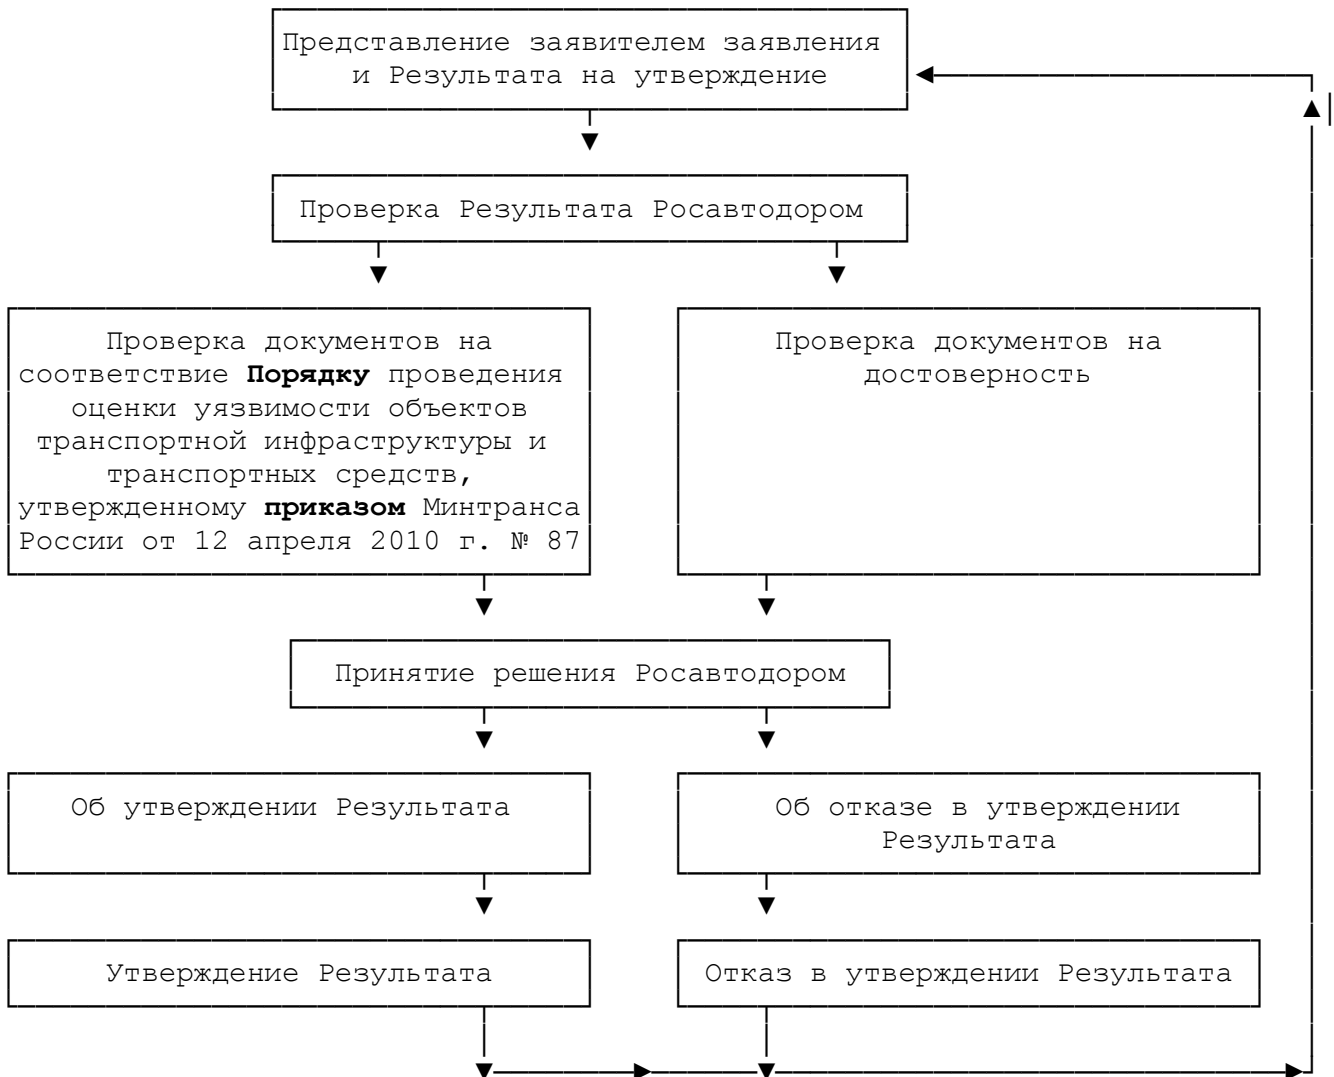 Представление заявителем заявления
и Результата на утверждение
Проверка Результата Росавтодором
Проверка документов на
соответствие Порядку проведения
оценки уязвимости объектов
транспортной инфраструктуры и
транспортных средств,
утвержденному приказом Минтранса
России от 12 апреля 2010 г. № 87
Проверка документов на
достоверность
Принятие решения Росавтодором
Об утверждении Результата
Об отказе в утверждении
Результата
Утверждение Результата
Отказ в утверждении Результата